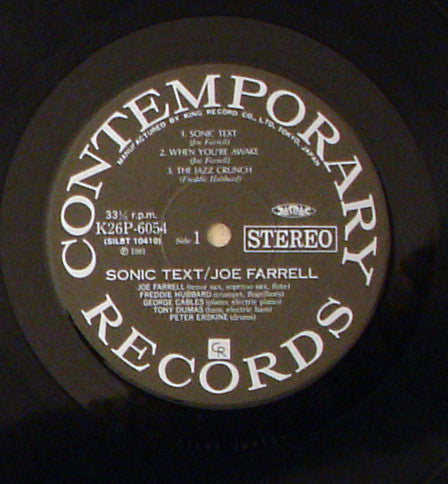 CONTEMPORARY
MANUFACTURED BY KING RECORD CO., LTD. TOKYO, JAPAN
1. SONIC TEXT
(Joe Farrell)
2. WHEN YOU'RE AWAKE
(Joe Farrell)
3. THE JAZZ CRUNCH
(Freddie Hubbard)
33⅓ r.p.m.
K26P-6054
(SILBT 10410)
℗ 1981
Side 1
STEREO
SONIC TEXT/JOE FARRELL
JOE FARRELL (tenor sax, soprano sax, flute)
FREDDIE HUBBARD (trumpet, flugelhorn)
GEORGE CABLES (piano, electric piano)
TONY DUMAS (bass, electric bass)
PETER ERSKINE (drums)
CR
RECORDS